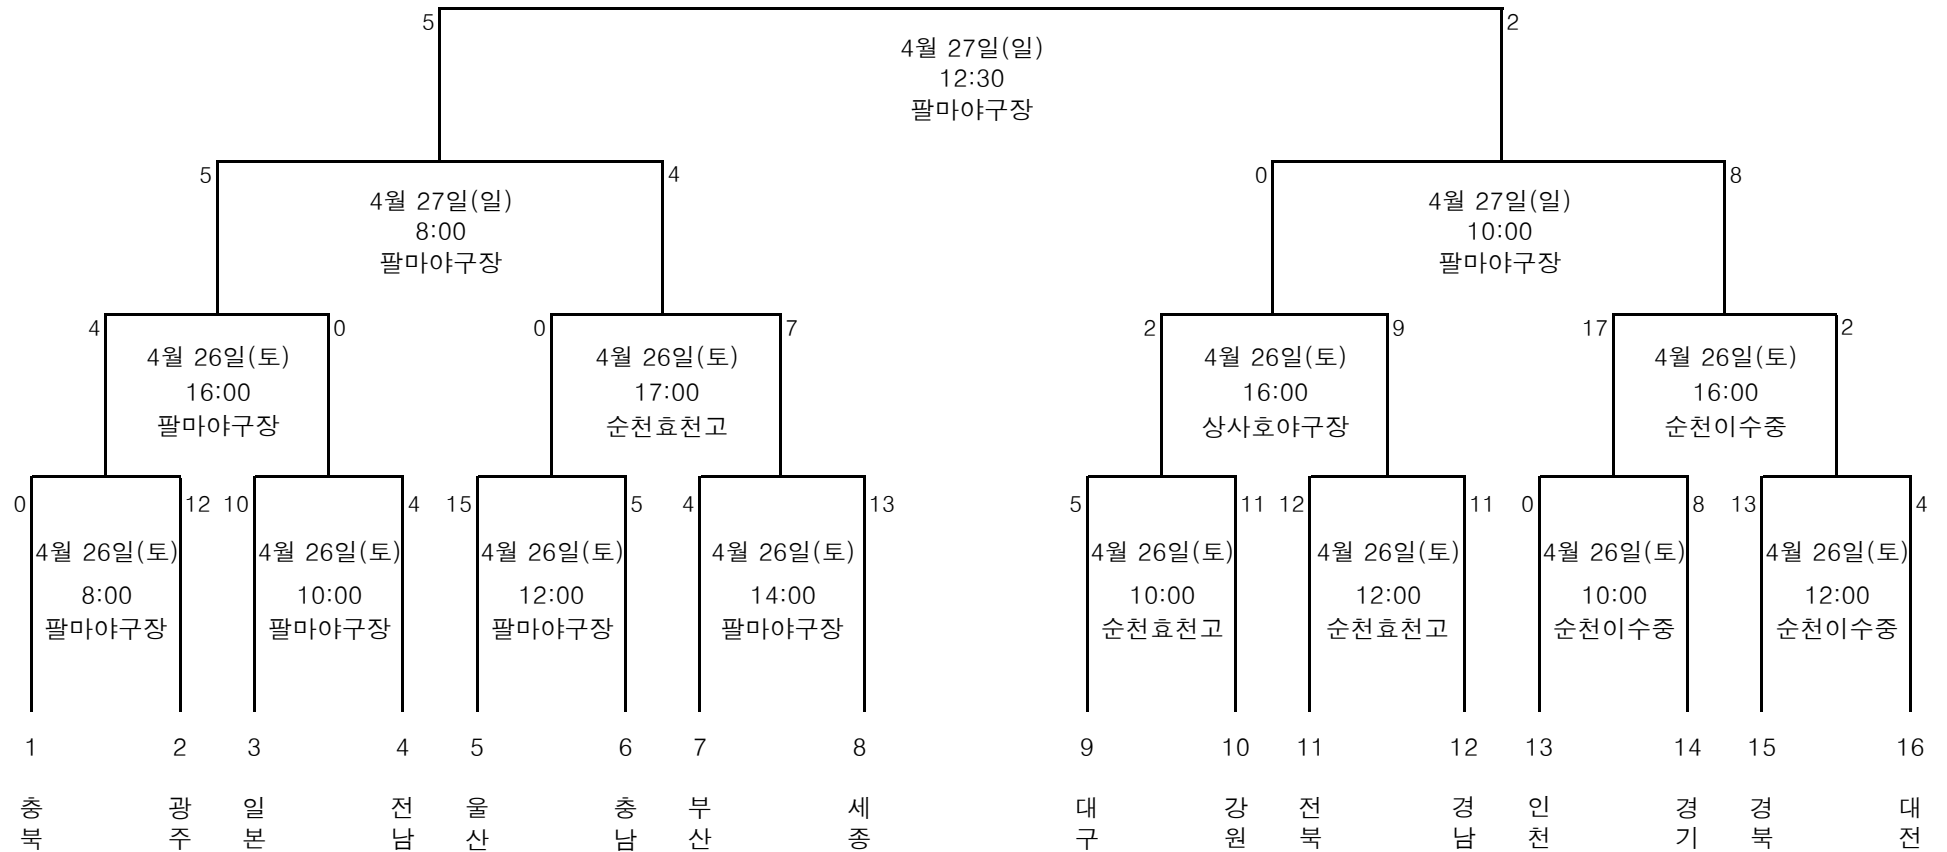 5 2
4월 27일(일)
12:30
팔마야구장
5 4 0 8
4월 27일(일) 4월 27일(일)
8:00 10:00
팔마야구장 팔마야구장
4 0 0 7 2 9 17 2
4월 26일(토) 4월 26일(토) 4월 26일(토) 4월 26일(토)
16:00 17:00 16:00 16:00
팔마야구장 순천효천고 상사호야구장 순천이수중
0 12 10 4 15 5 4 13 5 11 12 11 0 8 13 4
4월 26일(토) 4월 26일(토) 4월 26일(토) 4월 26일(토) 4월 26일(토) 4월 26일(토) 4월 26일(토) 4월 26일(토)
8:00 10:00 12:00 14:00 10:00 12:00 10:00 12:00
팔마야구장 팔마야구장 팔마야구장 팔마야구장 순천효천고 순천효천고 순천이수중 순천이수중
1 2 3 4 5 6 7 8 9 10 11 12 13 14 15 16
충북 광주 일본 전남 울산 충남 부산 세종 대구 강원 전북 경남 인천 경기 경북 대전